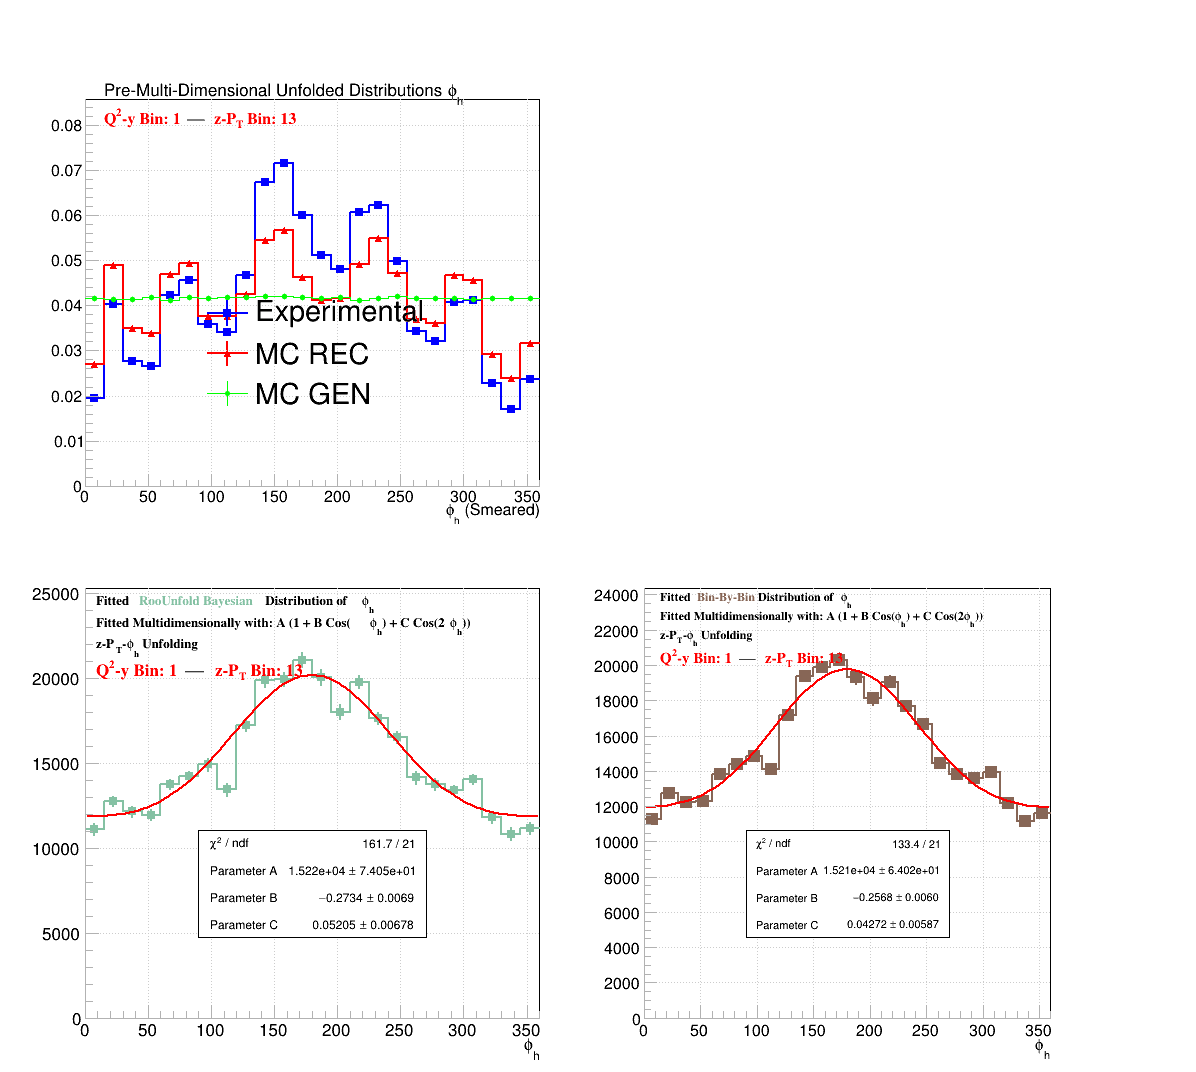 Pre-Multi-Dimensional Unfolded Distributions ϕh
Q²-y Bin: 1 — z-PT Bin: 13
0.08
0.07
0.06
0.05
0.04
0.03
0.02
0.01
0
Experimental
MC REC
MC GEN
0 50 100 150 200 250 300 350
ϕh (Smeared)
Fitted RooUnfold Bayesian Distribution of ϕh
Fitted Multidimensionally with: A (1 + B Cos( ϕh) + C Cos(2 ϕh))
z-PT-ϕh Unfolding
Q²-y Bin: 1 — z-PT Bin: 13
25000
20000
15000
10000
5000
0
χ² / ndf 161.7 / 21
Parameter A 1.522e+04 ± 7.405e+01
Parameter B −0.2734 ± 0.0069
Parameter C 0.05205 ± 0.00678
0 50 100 150 200 250 300 350
ϕh
Fitted Bin-By-Bin Distribution of ϕh
Fitted Multidimensionally with: A (1 + B Cos(ϕh) + C Cos(2ϕh))
z-PT-ϕh Unfolding
Q²-y Bin: 1 — z-PT Bin: 13
24000
22000
20000
18000
16000
14000
12000
10000
8000
6000
4000
2000
0
χ² / ndf 133.4 / 21
Parameter A 1.521e+04 ± 6.402e+01
Parameter B −0.2568 ± 0.0060
Parameter C 0.04272 ± 0.00587
0 50 100 150 200 250 300 350
ϕh